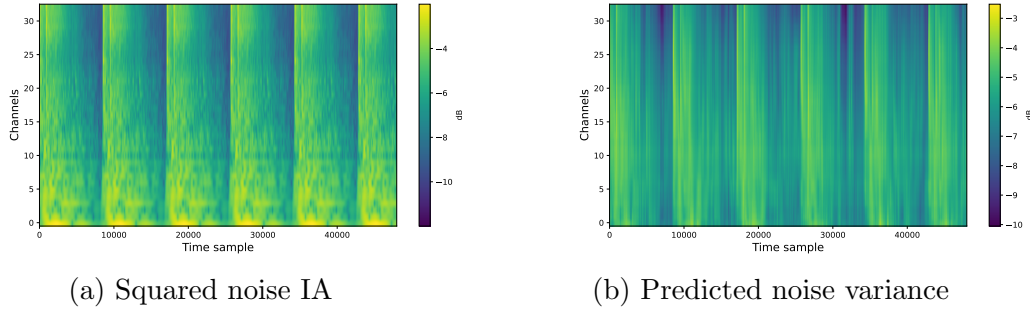 30
25
20
15
10
5
0
Channels
0 10000 20000 30000 40000
Time sample
−4
−6
−8
−10
dB
30
25
20
15
10
5
0
Channels
0 10000 20000 30000 40000
Time sample
−3
−4
−5
−6
−7
−8
−9
−10
dB
(a) Squared noise IA
(b) Predicted noise variance